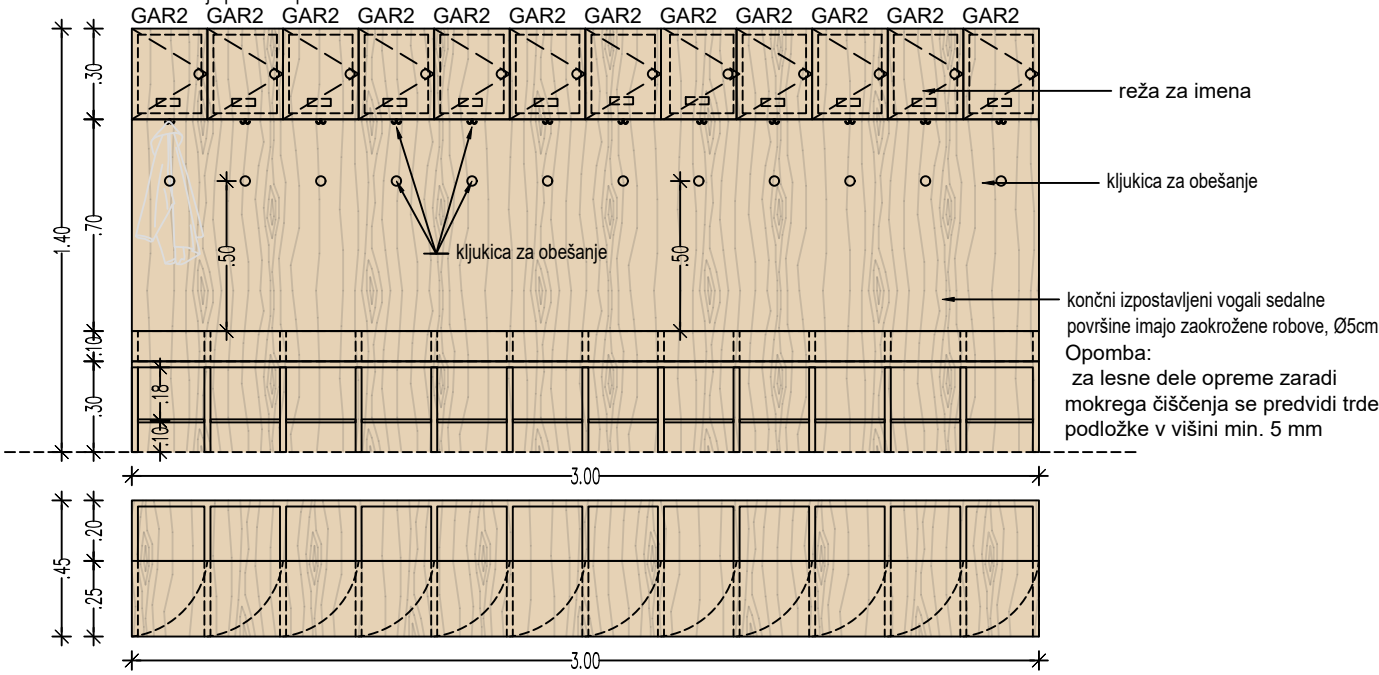 GAR2 GAR2 GAR2 GAR2 GAR2 GAR2 GAR2 GAR2 GAR2 GAR2 GAR2 GAR2
.30
reža za imena
kljukica za obešanje
1.40
.70
.50
.50
kljukica za obešanje
končni izpostavljeni vogali sedalne
površine imajo zaokrožene robove, Ø5cm
.10
Opomba:
za lesne dele opreme zaradi
mokrega čiščenja se predvidi trde
podložke v višini min. 5 mm
.30
.18
.10
3.00
.45
.20
.25
3.00